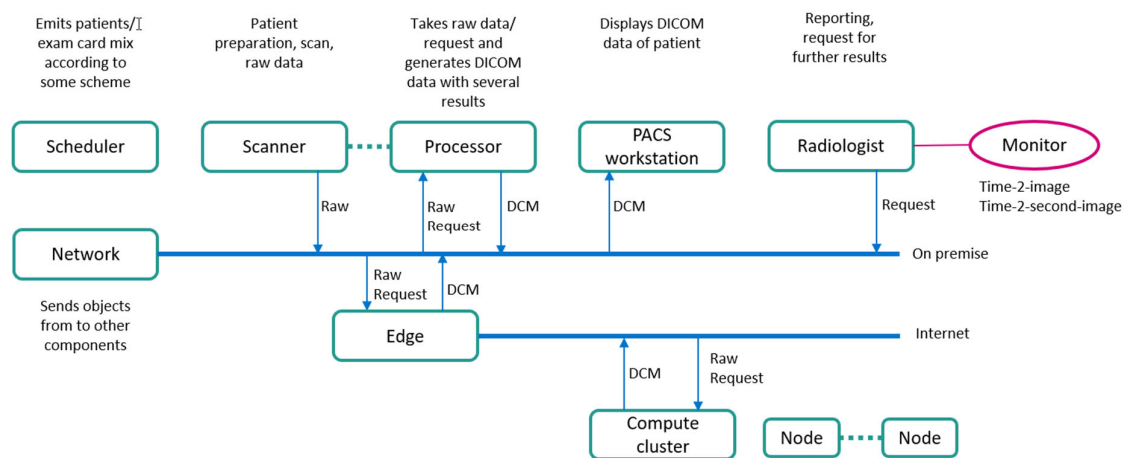 Emits patients/
exam card mix
according to
some scheme
Patient
preparation, scan,
raw data
Takes raw data/
request and
generates DICOM
data with several
results
Displays DICOM
data of patient
Reporting,
request for
further results
Scheduler
Scanner
Processor
PACS
workstation
Radiologist
Monitor
Time-2-image
Time-2-second-image
Raw
Raw
Request
DCM
DCM
Request
Network
On premise
Sends objects
from to other
components
Raw
Request
DCM
Edge
Internet
DCM
Raw
Request
Compute
cluster
Node
Node